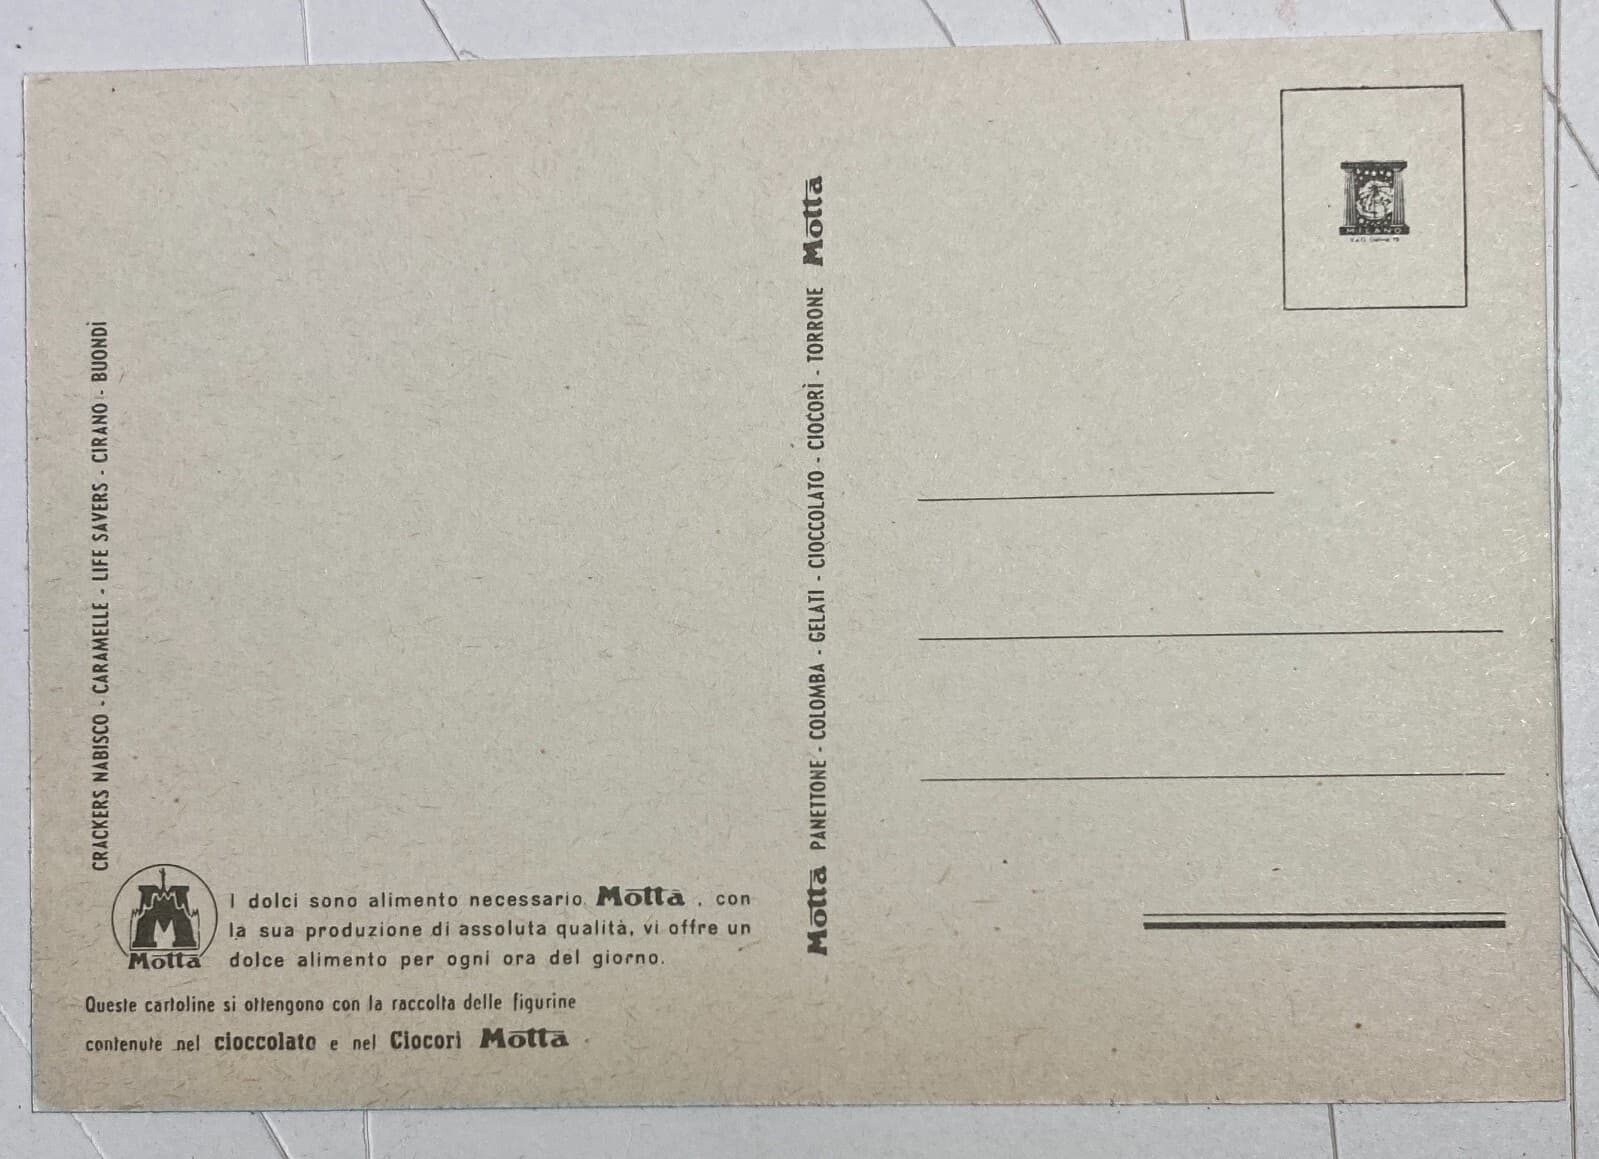 CRACKERS NABISCO - CARAMELLE - LIFE SAVERS - CIRANO - BUONDÌ
Motta
I dolci sono alimento necessario. Motta, con
la sua produzione di assoluta qualità, vi offre un
dolce alimento per ogni ora del giorno.
Queste cartoline si ottengono con la raccolta delle figurine
contenute nel cioccolato e nel Ciocorì Motta
Motta PANETTONE - COLOMBA - GELATI - CIOCCOLATO - CIOCORÌ - TORRONE Motta
MILANO